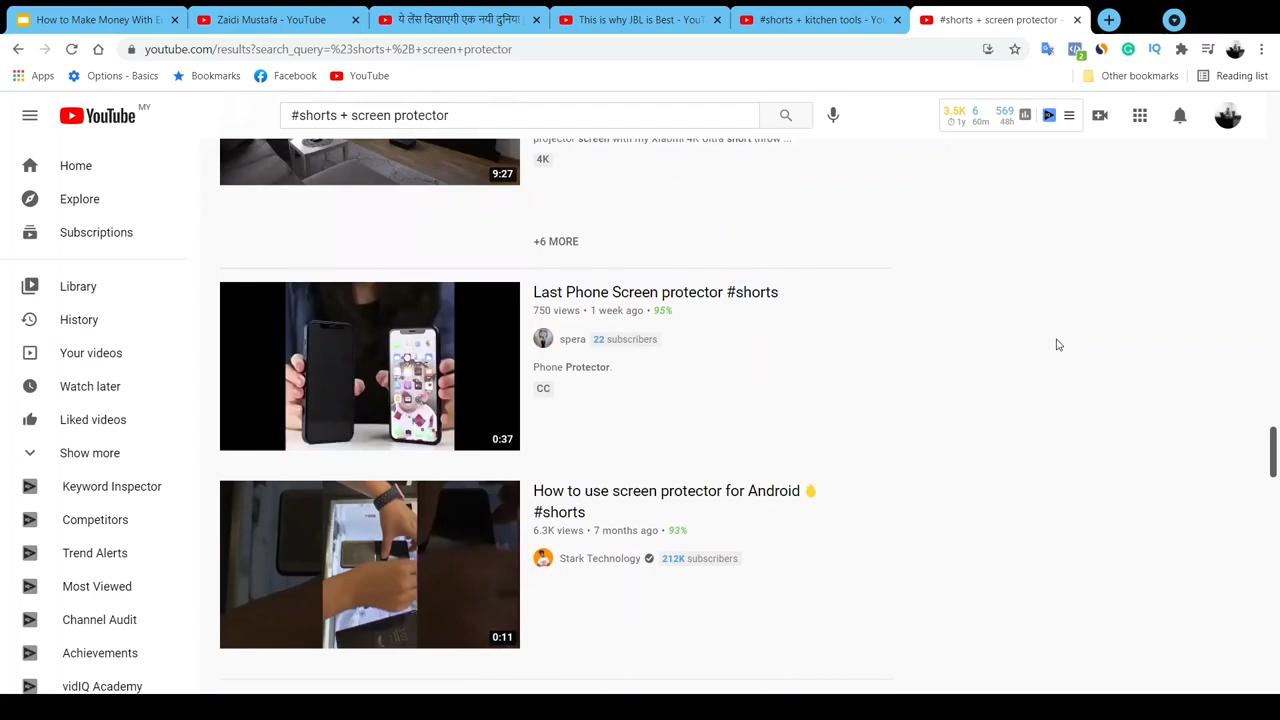 How to Make Money With E
Zaidi Mustafa - YouTube
ये लेंस दिखाएगी एक नयी दुनिया
This is why JBL is Best - YouT
#shorts + kitchen tools - Yo
#shorts + screen protector -
youtube.com/results?search_query=%23shorts+%2B+screen+protector
2
Apps
Options - Basics
Bookmarks
Facebook
YouTube
Other bookmarks
Reading list
YouTube
MY
#shorts + screen protector
3.5K 6 569
1y 60m 48h
Home
Explore
Subscriptions
Library
History
Your videos
Watch later
Liked videos
Show more
Keyword Inspector
Competitors
Trend Alerts
Most Viewed
Channel Audit
Achievements
vidIQ Academy
9:27
projector screen with my Xiaomi 4K Ultra short throw ...
4K
+6 MORE
0:37
Last Phone Screen protector #shorts
750 views • 1 week ago • 95%
spera 22 subscribers
Phone Protector.
CC
0:11
How to use screen protector for Android
#shorts
6.3K views • 7 months ago • 93%
Stark Technology 212K subscribers